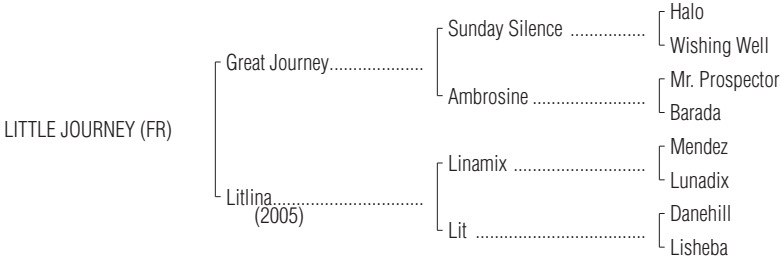 LITTLE JOURNEY (FR)
Great Journey....................
Litlina................................
(2005)
Sunday Silence ................
Ambrosine ........................
Linamix ............................
Lit ....................................
Halo
Wishing Well
Mr. Prospector
Barada
Mendez
Lunadix
Danehill
Lisheba